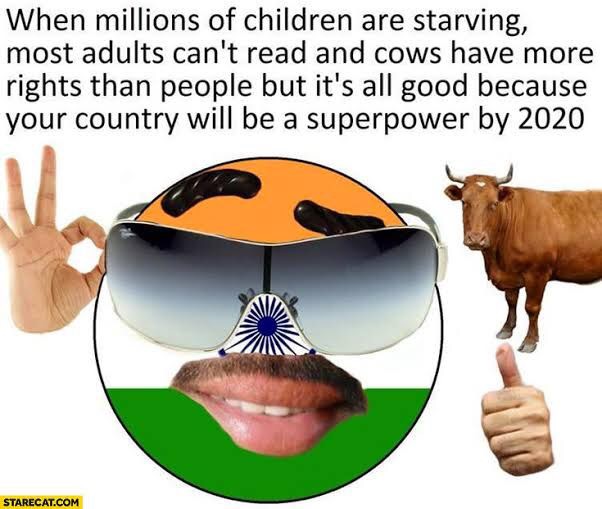 When millions of children are starving,
most adults can't read and cows have more
rights than people but it's all good because
your country will be a superpower by 2020
STARECAT.COM